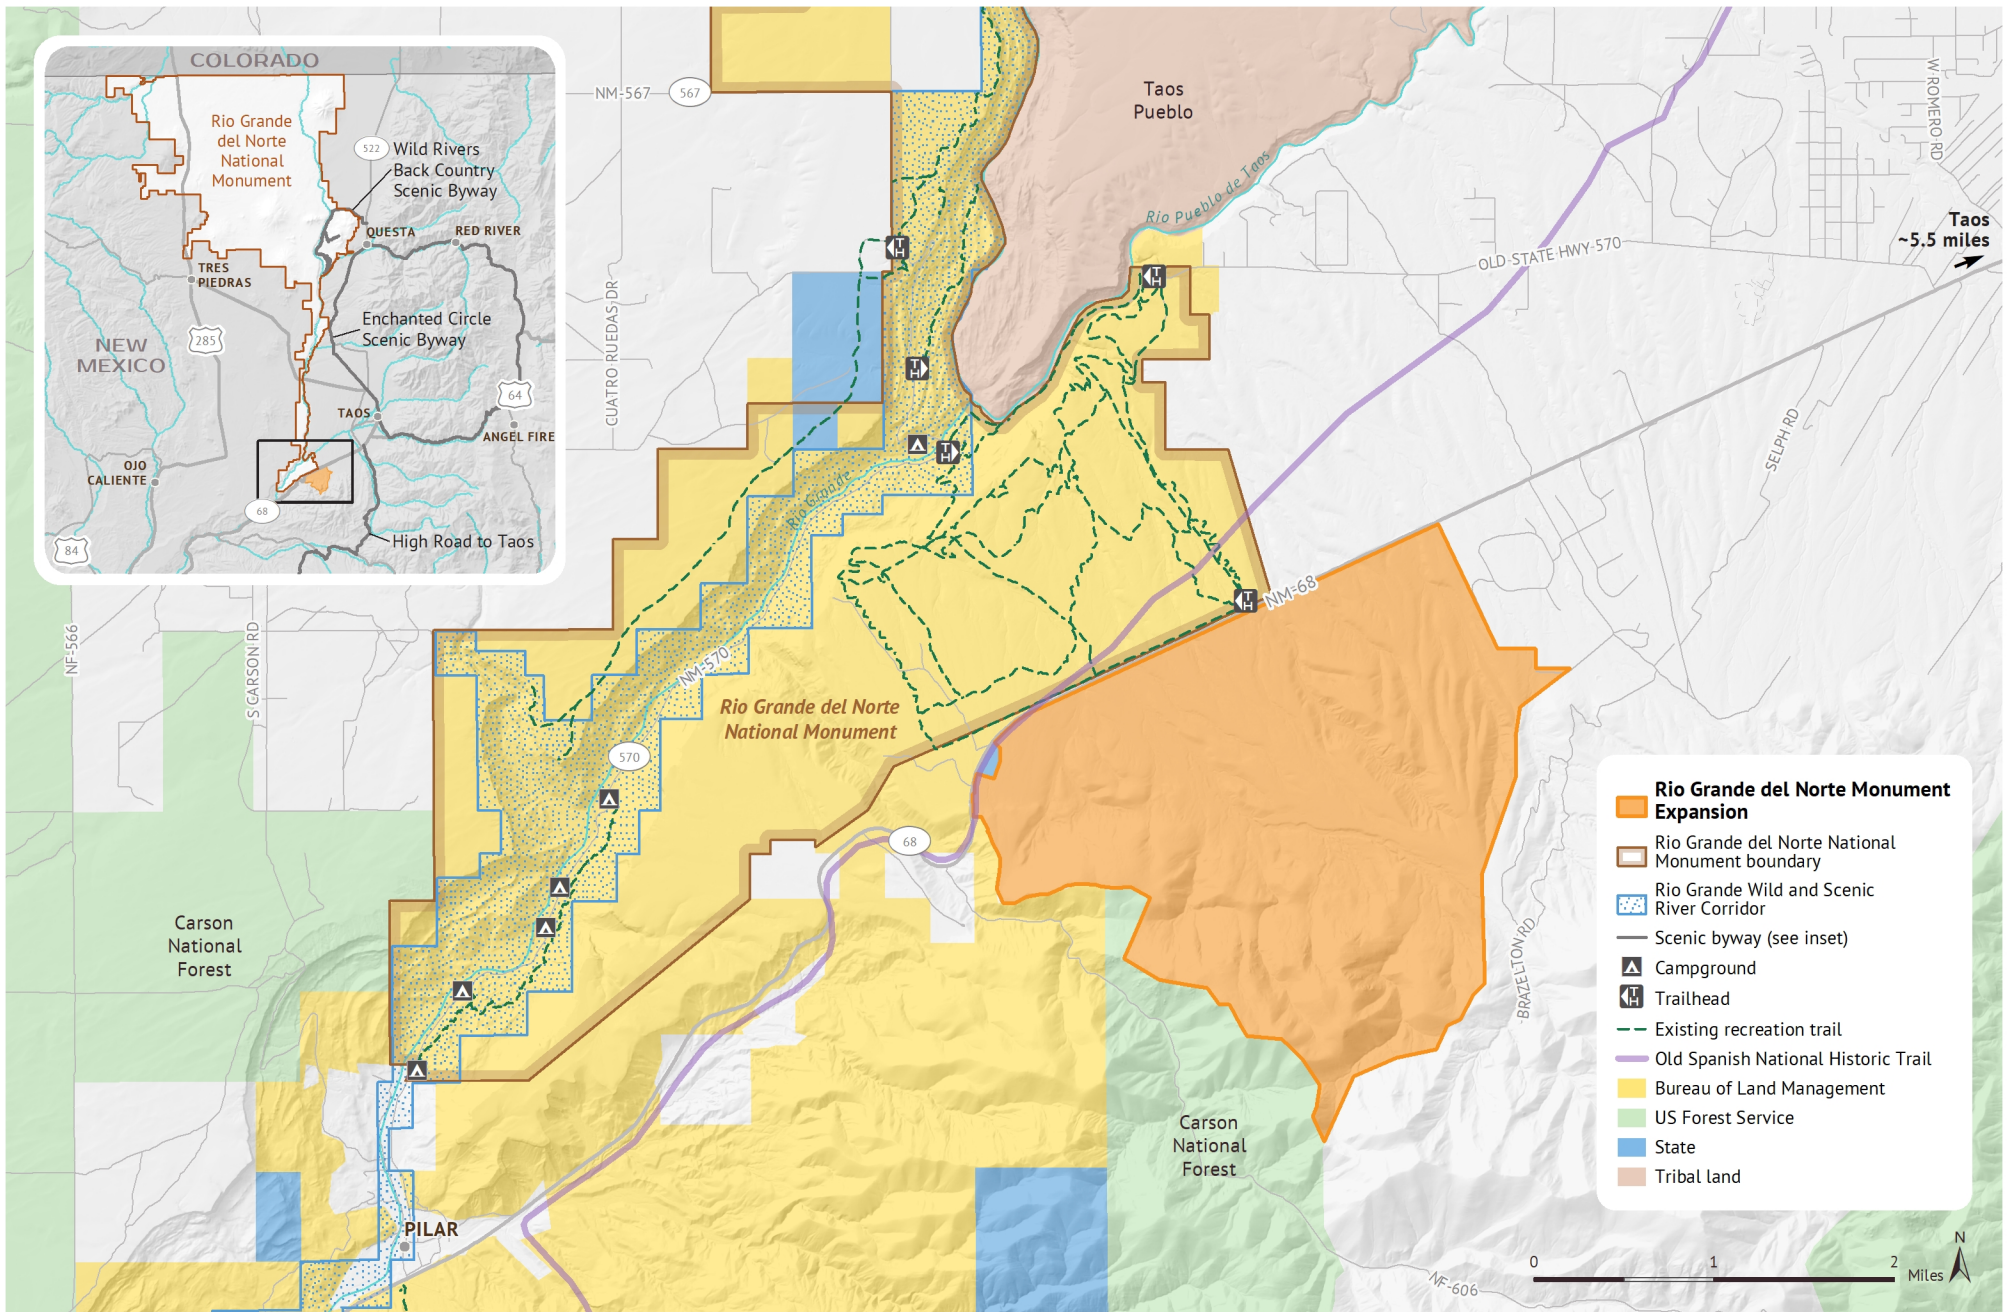 COLORADO
Rio Grande
del Norte
National
Monument
522
Wild Rivers
Back Country
Scenic Byway
QUESTA
RED RIVER
TRES
PIEDRAS
285
Enchanted Circle
Scenic Byway
NEW
MEXICO
64
TAOS
ANGEL FIRE
OJO
CALIENTE
68
84
High Road to Taos
NM-567
567
Taos
Pueblo
Rio Pueblo de Taos
W ROMERO RD
Taos
~5.5 miles
OLD STATE HWY-570
CUATRO RUEDAS DR
TH
TH
TH
TH
SELPH RD
Rio Grande
TH
NM-68
NF-566
S CARSON RD
NM-570
Rio Grande del Norte
National Monument
570
68
Carson
National
Forest
BRAZELTON RD
Carson
National
Forest
PILAR
NF-606
Rio Grande del Norte Monument
Expansion
Rio Grande del Norte National
Monument boundary
Rio Grande Wild and Scenic
River Corridor
Scenic byway (see inset)
Campground
TH
Trailhead
Existing recreation trail
Old Spanish National Historic Trail
Bureau of Land Management
US Forest Service
State
Tribal land
0 1 2
Miles
N